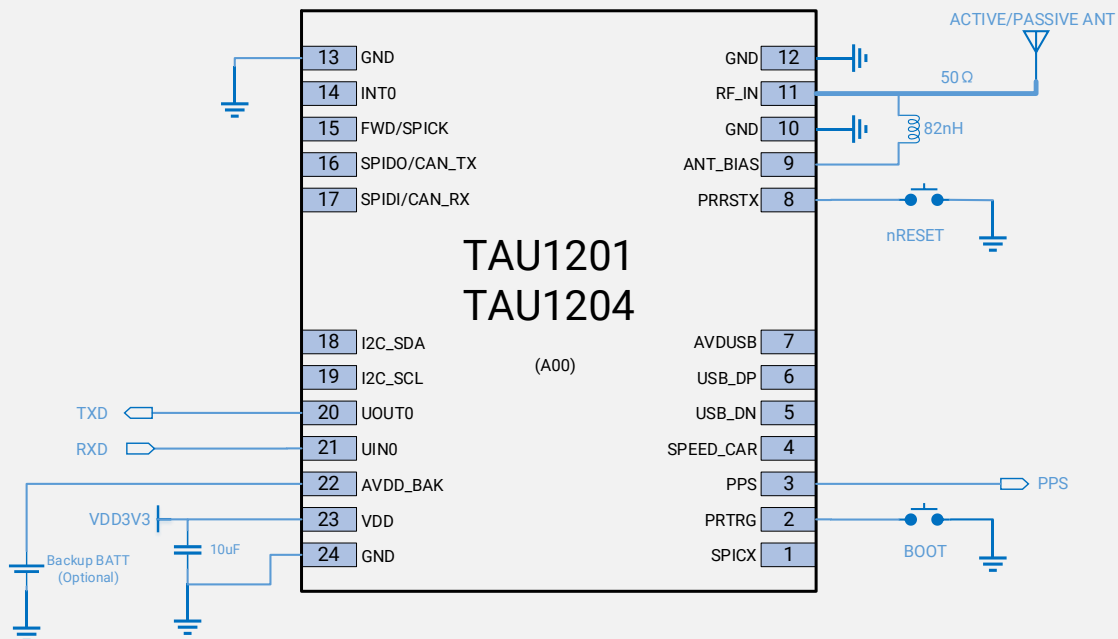 ACTIVE/PASSIVE ANT
13 GND
GND 12
14 INT0
RF_IN 11
50Ω
15 FWD/SPICK
GND 10
82nH
16 SPIDO/CAN_TX
ANT_BIAS 9
17 SPIDI/CAN_RX
PRRSTX 8
nRESET
TAU1201
TAU1204
(A00)
18 I2C_SDA
AVDUSB 7
19 I2C_SCL
USB_DP 6
TXD
20 UOUT0
USB_DN 5
RXD
21 UIN0
SPEED_CAR 4
22 AVDD_BAK
PPS 3
PPS
VDD3V3
23 VDD
PRTRG 2
BOOT
10uF
24 GND
SPICX 1
Backup BATT
(Optional)